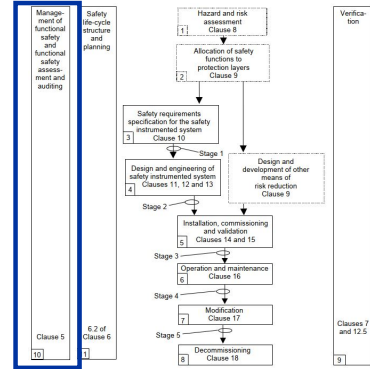 Manage-
ment of
functional
safety
and
functional
safety
assess-
ment and
auditing
Clause 5
10
Safety
life-cycle
structure
and
planning
6.2 of
Clause 6
1
Hazard and risk
assessment
Clause 8
1
Allocation of safety
functions to
protection layers
Clause 9
2
Safety requirements
specification for the safety
instrumented system
Clause 10
3
Stage 1
Design and engineering of
safety instrumented system
Clauses 11, 12 and 13
4
Design and
development of other
means of
risk reduction
Clause 9
Stage 2
Installation, commissioning
and validation
Clauses 14 and 15
5
Stage 3
Operation and maintenance
Clause 16
6
Stage 4
Modification
Clause 17
7
Stage 5
Decommissioning
Clause 18
8
Verifica-
tion
Clauses 7
and 12.5
9